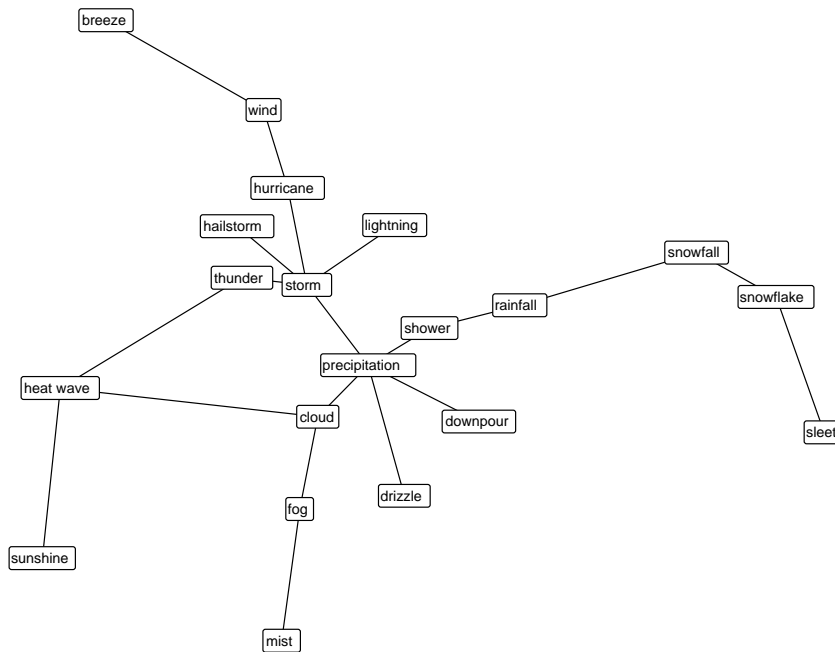 breeze
wind
hurricane
hailstorm
lightning
thunder
storm
snowfall
snowflake
rainfall
shower
precipitation
heat wave
cloud
downpour
sleet
drizzle
fog
sunshine
mist